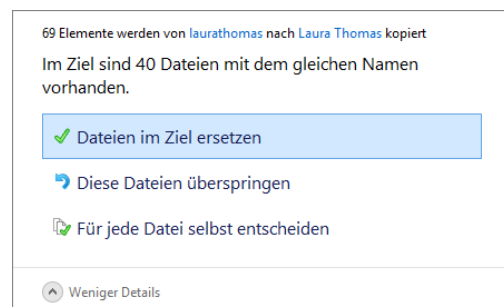 69 Elemente werden von laurathomas nach Laura Thomas kopiert
Im Ziel sind 40 Dateien mit dem gleichen Namen
vorhanden.
Dateien im Ziel ersetzen
Diese Dateien überspringen
Für jede Datei selbst entscheiden
Weniger Details